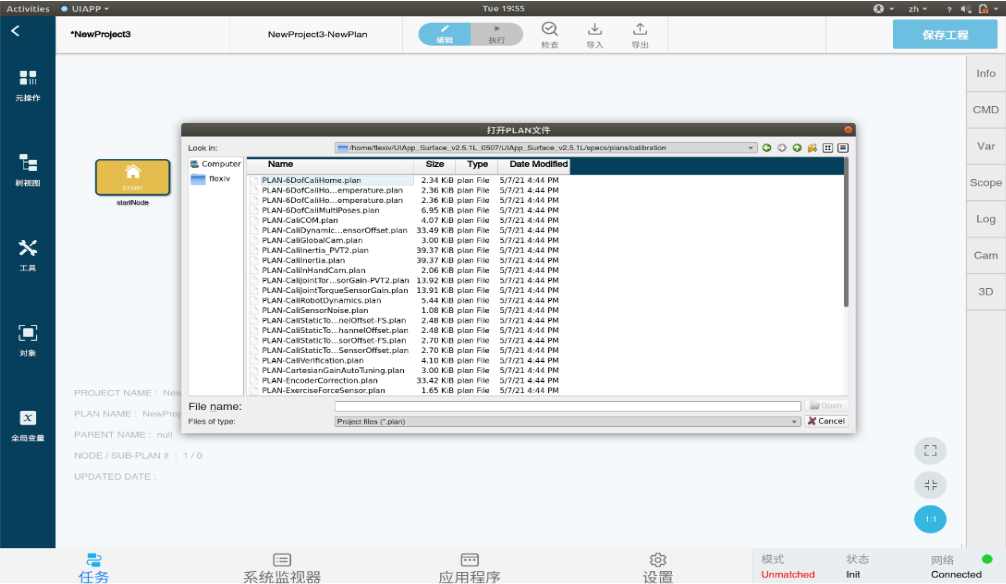 Activities UIAPP Tue 19:55 zh ?
*NewProject3 NewProject3-NewPlan 编辑 执行 检查 导入 导出 保存工程
元操作
树视图
工具
对象
x
全局变量
START
startNode
Info
CMD
Var
Scope
Log
Cam
3D
打开PLAN文件
Look in: /home/flexiv/UIApp_Surface_v2.5.1L_0507/UIApp_Surface_v2.5.1L/specs/plans/calibration
Computer
flexiv
Name Size Type Date Modified
PLAN-6DofCaliHome.plan 2.34 KiB plan File 5/7/21 4:44 PM
PLAN-6DofCaliHo...emperature.plan 2.36 KiB plan File 5/7/21 4:44 PM
PLAN-6DofCaliHo...emperature.plan 2.36 KiB plan File 5/7/21 4:44 PM
PLAN-6DofCaliMultiPoses.plan 6.95 KiB plan File 5/7/21 4:44 PM
PLAN-CaliCOM.plan 4.07 KiB plan File 5/7/21 4:44 PM
PLAN-CaliDynamic...ensorOffset.plan 33.49 KiB plan File 5/7/21 4:44 PM
PLAN-CaliGlobalCam.plan 3.00 KiB plan File 5/7/21 4:44 PM
PLAN-CaliInertia_PVT2.plan 39.37 KiB plan File 5/7/21 4:44 PM
PLAN-CaliInertia.plan 39.37 KiB plan File 5/7/21 4:44 PM
PLAN-CaliInHandCam.plan 2.06 KiB plan File 5/7/21 4:44 PM
PLAN-CaliJointTor...sorGain-PVT2.plan 13.92 KiB plan File 5/7/21 4:44 PM
PLAN-CaliJointTorqueSensorGain.plan 13.91 KiB plan File 5/7/21 4:44 PM
PLAN-CaliRobotDynamics.plan 5.44 KiB plan File 5/7/21 4:44 PM
PLAN-CaliSensorNoise.plan 1.08 KiB plan File 5/7/21 4:44 PM
PLAN-CaliStaticTo...nelOffset-FS.plan 2.48 KiB plan File 5/7/21 4:44 PM
PLAN-CaliStaticTo...hannelOffset.plan 2.48 KiB plan File 5/7/21 4:44 PM
PLAN-CaliStaticTo...sorOffset-FS.plan 2.70 KiB plan File 5/7/21 4:44 PM
PLAN-CaliStaticTo...SensorOffset.plan 2.70 KiB plan File 5/7/21 4:44 PM
PLAN-CaliVerification.plan 4.10 KiB plan File 5/7/21 4:44 PM
PLAN-CartesianGainAutoTuning.plan 3.00 KiB plan File 5/7/21 4:44 PM
PLAN-EncoderCorrection.plan 33.42 KiB plan File 5/7/21 4:44 PM
PLAN-ExerciseForceSensor.plan 1.65 KiB plan File 5/7/21 4:44 PM
File name: Open
Files of type: Project files (*.plan) Cancel
PROJECT NAME : New
PLAN NAME : NewProj
PARENT NAME : null
NODE / SUB-PLAN # : 1 / 0
UPDATED DATE :
1:1
任务 系统监视器 应用程序 设置
模式 状态 网络
Unmatched Init Connected